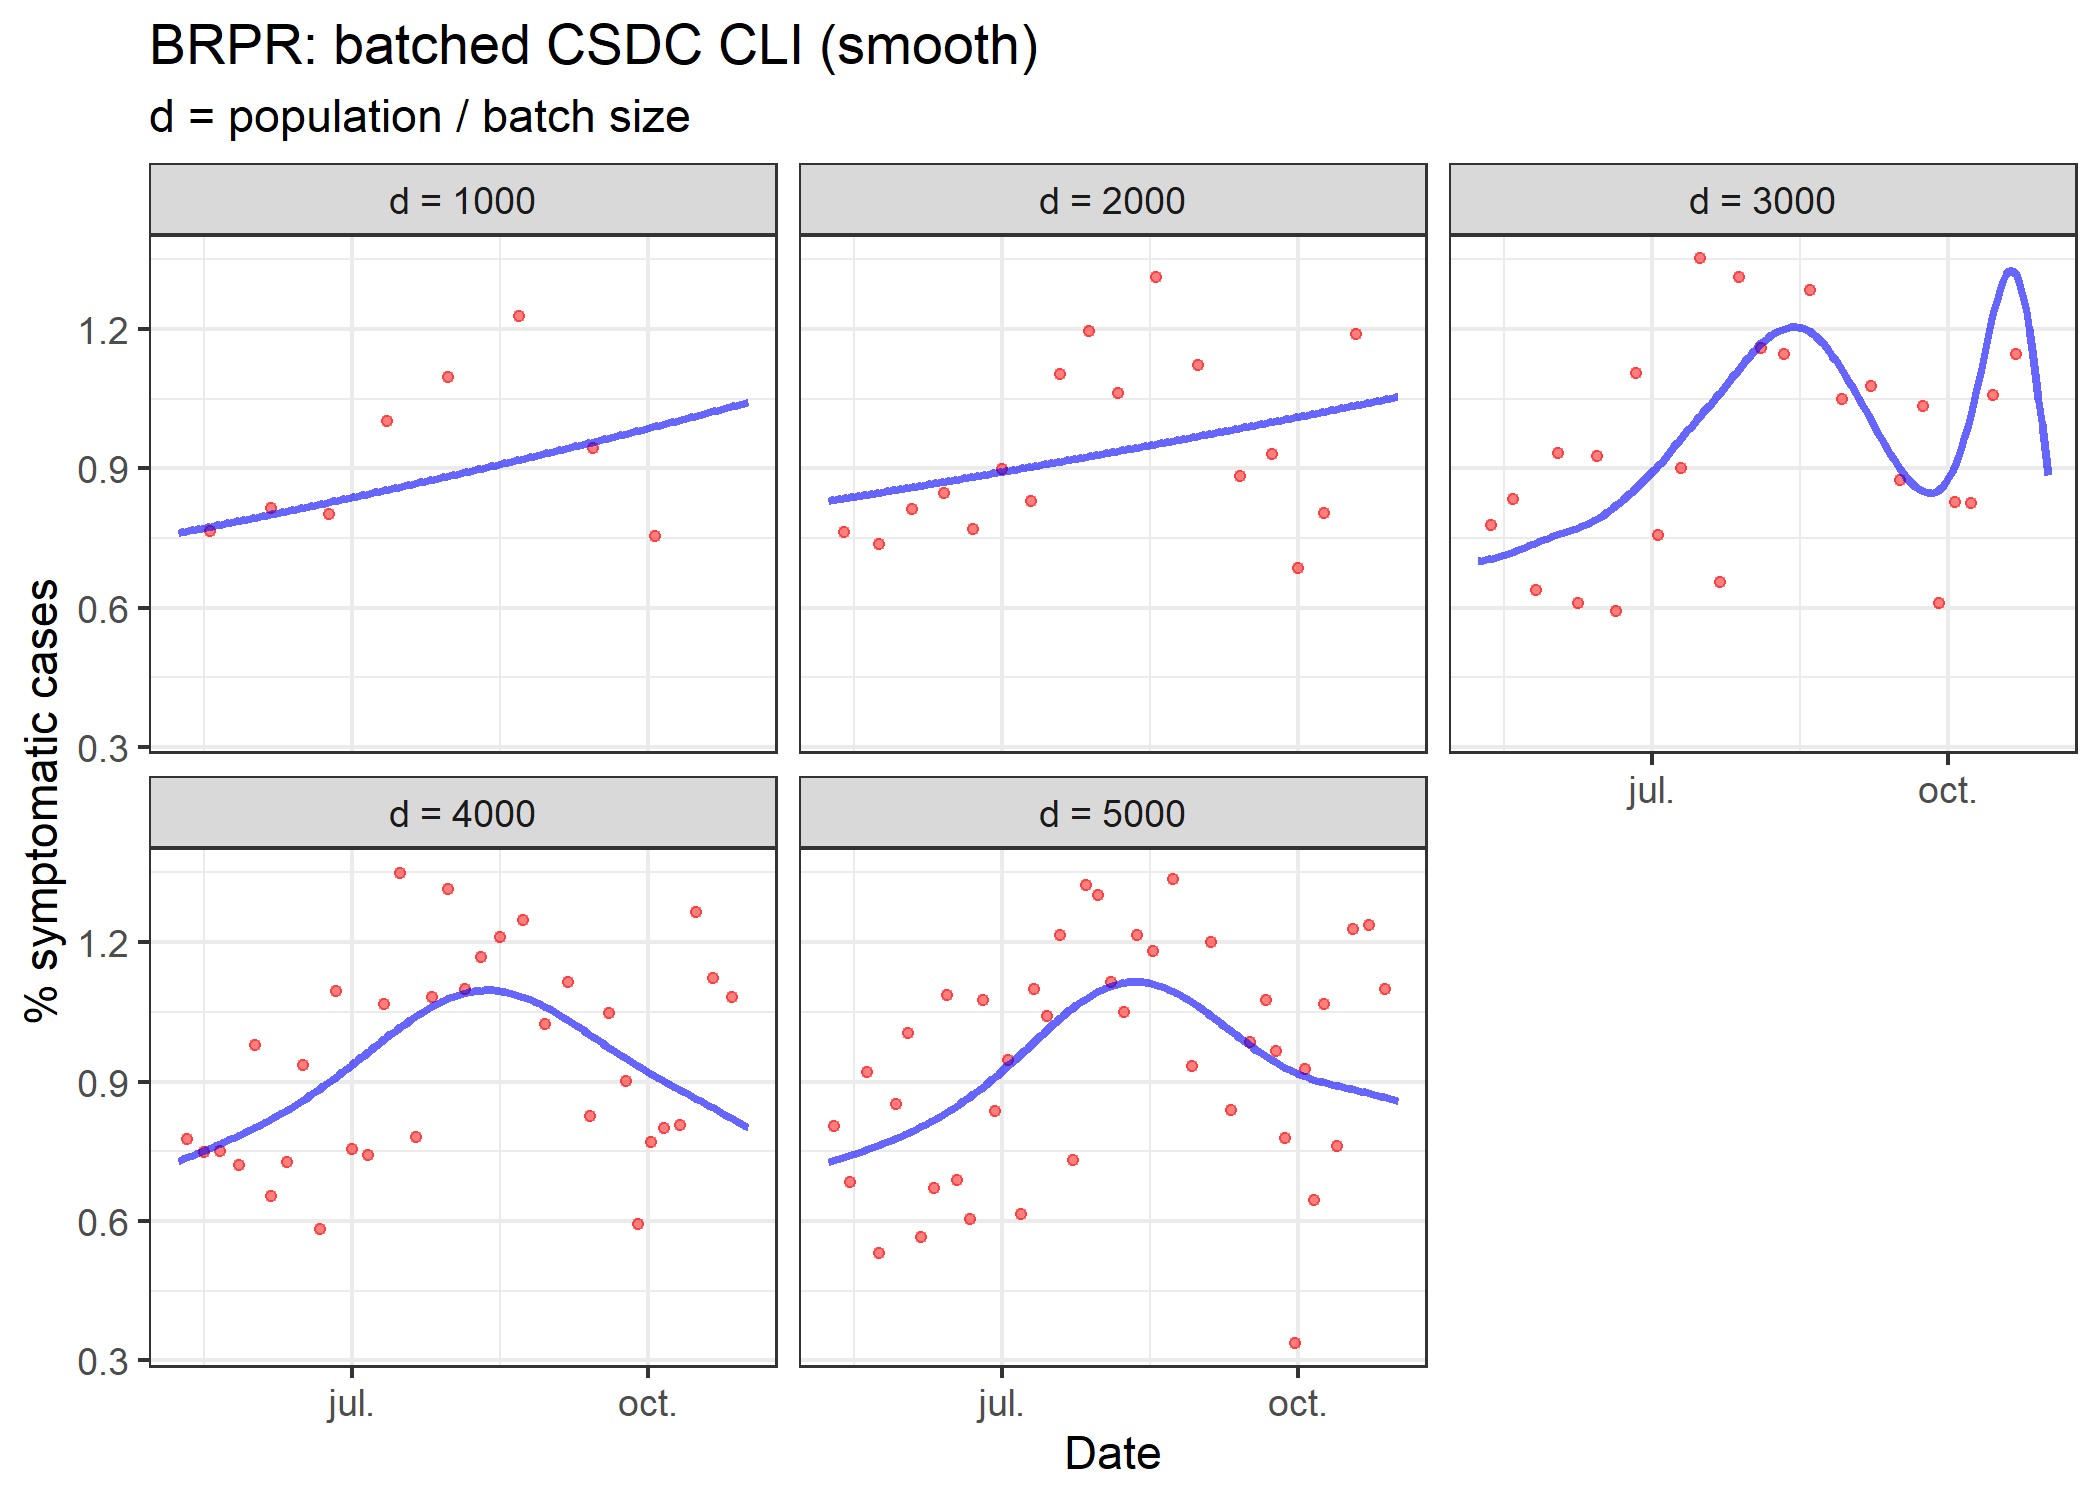 BRPR: batched CSDC CLI (smooth)
d = population / batch size
d = 1000
d = 2000
d = 3000
1.2
0.9
0.6
0.3
jul.
oct.
% symptomatic cases
d = 4000
d = 5000
1.2
0.9
0.6
0.3
jul.
oct.
jul.
oct.
Date